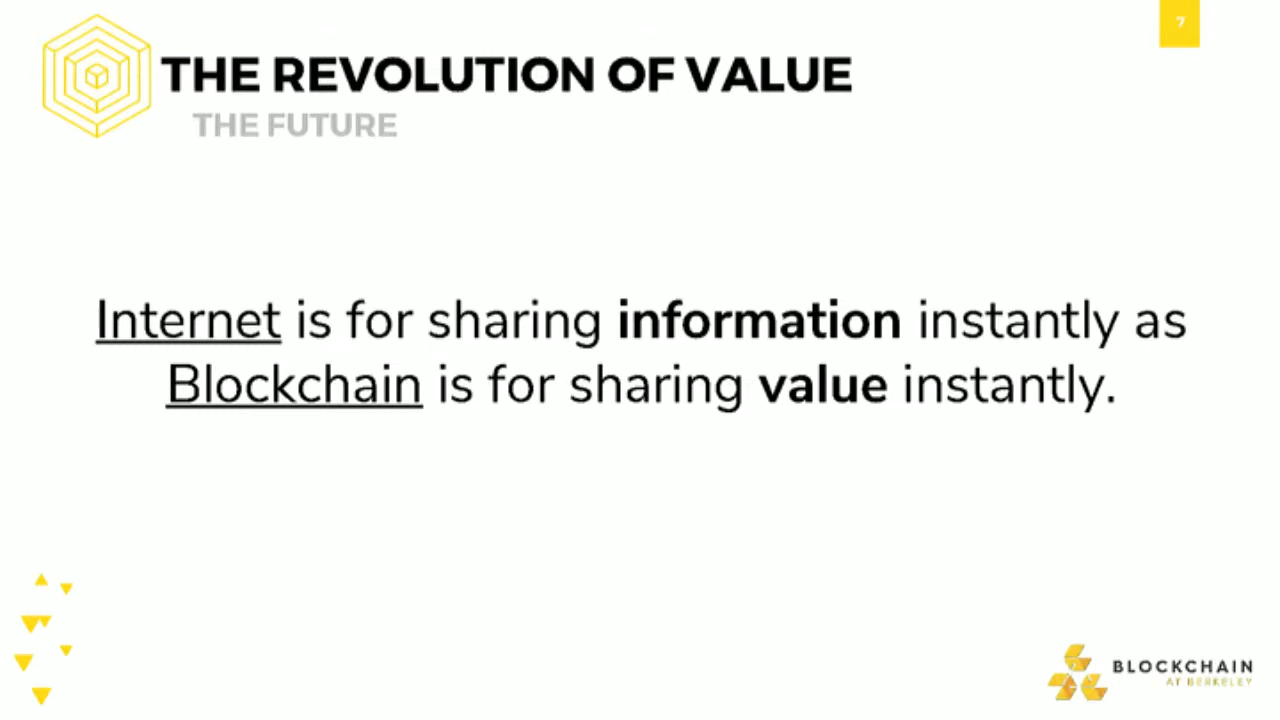 7
THE REVOLUTION OF VALUE
THE FUTURE
Internet is for sharing information instantly as
Blockchain is for sharing value instantly.
BLOCKCHAIN
AT BERKELEY